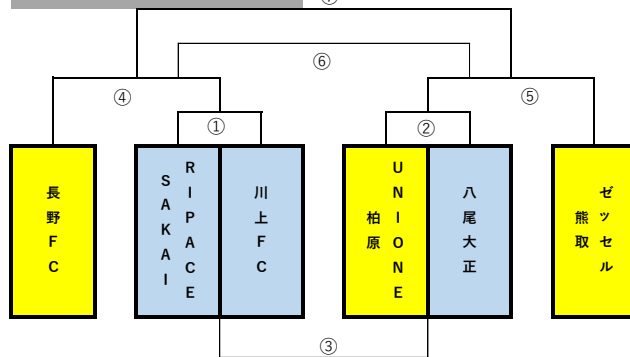 ⑥
④
⑤
①
②
長野FC
RIPACE
SAKAI
川上FC
UNIONE
柏原
八尾大正
ゼッセル
熊取
③